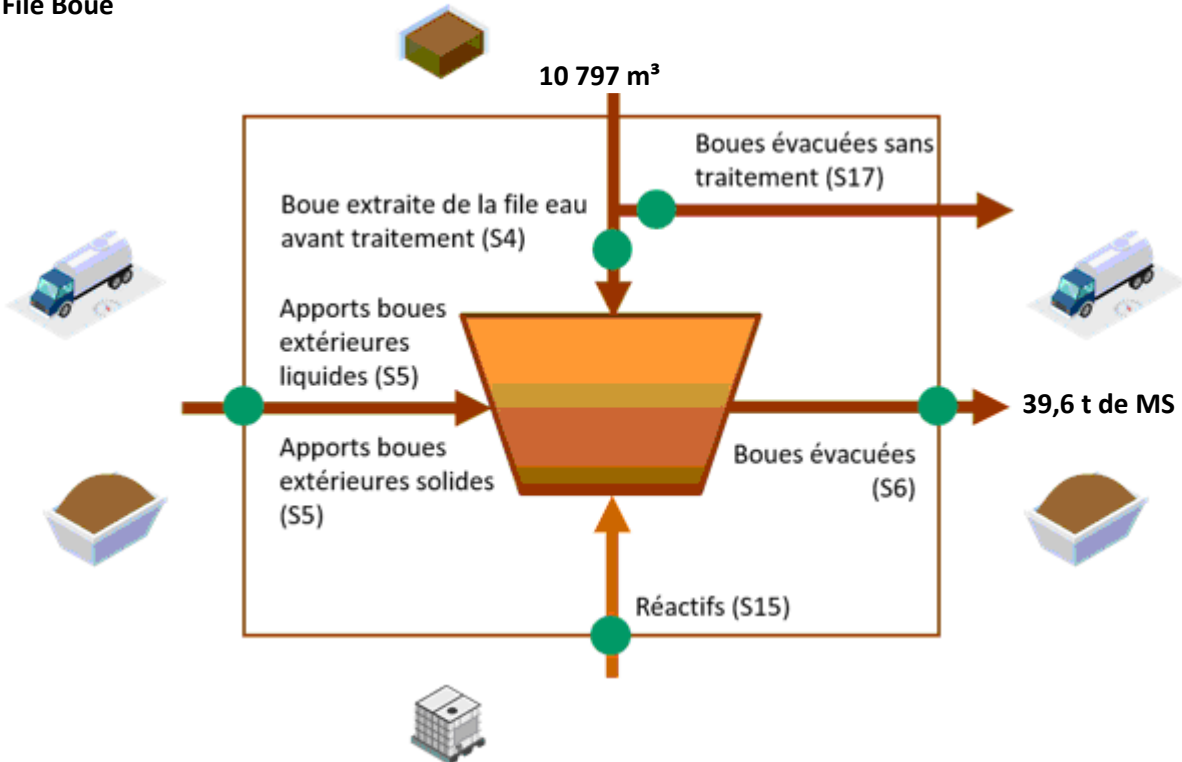 File Boue
10 797 m³
Boues évacuées sans
traitement (S17)
Boue extraite de la file eau
avant traitement (S4)
Apports boues
extérieures
liquides (S5)
39,6 t de MS
Apports boues
extérieures solides
(S5)
Boues évacuées
(S6)
Réactifs (S15)